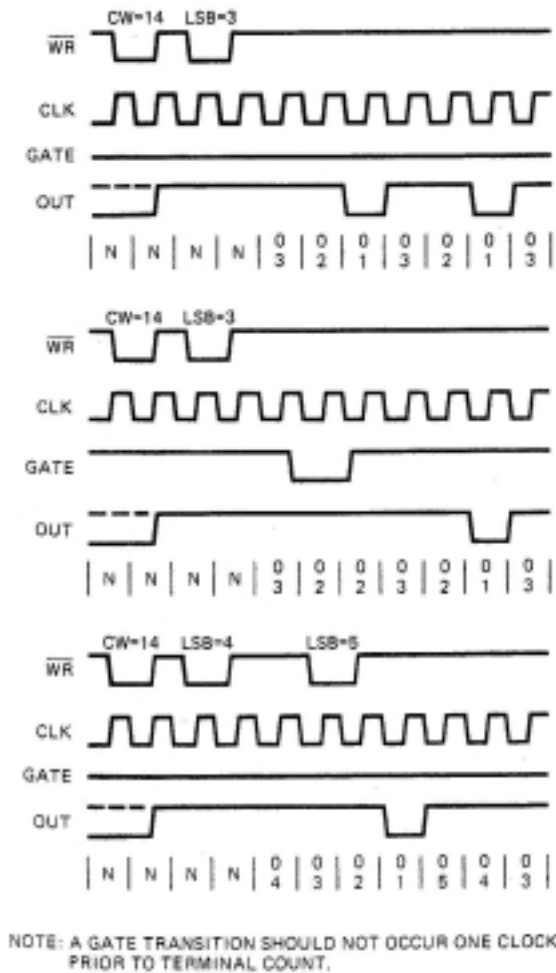 CW=14 LSB=3
WR
CLK
GATE
OUT
N N N N 0 0 0 0 0 0 0
3 2 1 3 2 1 3
CW=14 LSB=3
WR
CLK
GATE
OUT
N N N N 0 0 0 0 0 0 0
3 2 2 3 2 1 3
CW=14 LSB=4 LSB=5
WR
CLK
GATE
OUT
N N N N 0 0 0 0 0 0 0
4 3 2 1 5 4 3
NOTE: A GATE TRANSITION SHOULD NOT OCCUR ONE CLOCK
PRIOR TO TERMINAL COUNT.